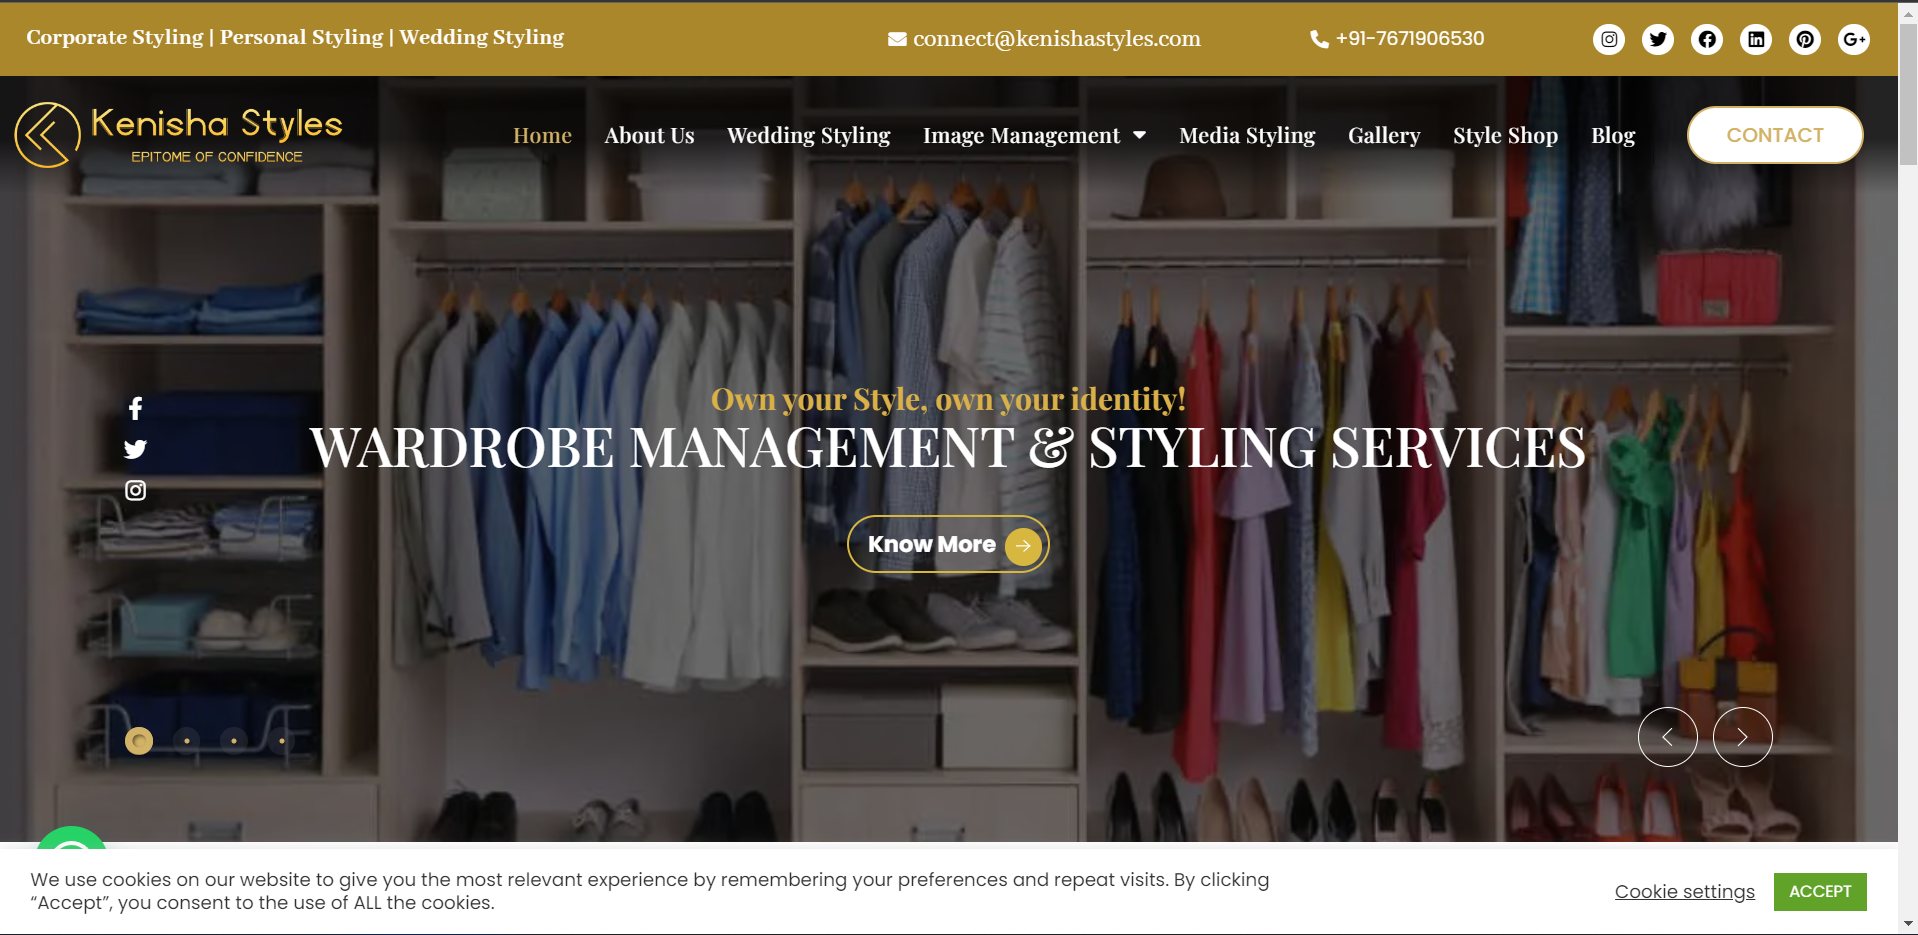 Corporate Styling | Personal Styling | Wedding Styling
connect@kenishastyles.com
+91-7671906530
Kenisha Styles
EPITOME OF CONFIDENCE
Home About Us Wedding Styling Image Management Media Styling Gallery Style Shop Blog
CONTACT
Own your Style, own your identity!
WARDROBE MANAGEMENT & STYLING SERVICES
Know More
We use cookies on our website to give you the most relevant experience by remembering your preferences and repeat visits. By clicking
“Accept”, you consent to the use of ALL the cookies.
Cookie settings
ACCEPT